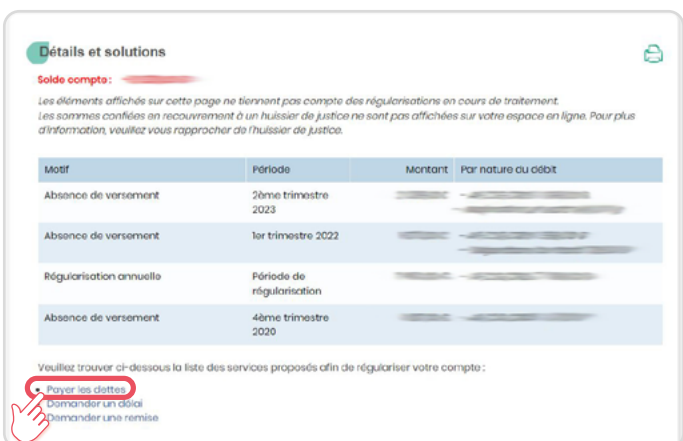 Détails et solutions
Solde compte :
Les éléments affichés sur cette page ne tiennent pas compte des régularisations en cours de traitement.
Les sommes confiées en recouvrement à un huissier de justice ne sont pas affichées sur votre espace en ligne. Pour plus
d'information, veuillez vous rapprocher de l'huissier de justice.
Motif Période Montant Par nature du débit
Absence de versement 2ème trimestre
2023
Absence de versement 1er trimestre 2022
Régularisation annuelle Période de
régularisation
Absence de versement 4ème trimestre
2020
Veuillez trouver ci-dessous la liste des services proposés afin de régulariser votre compte :
• Payer les dettes
Demander un délai
Demander une remise